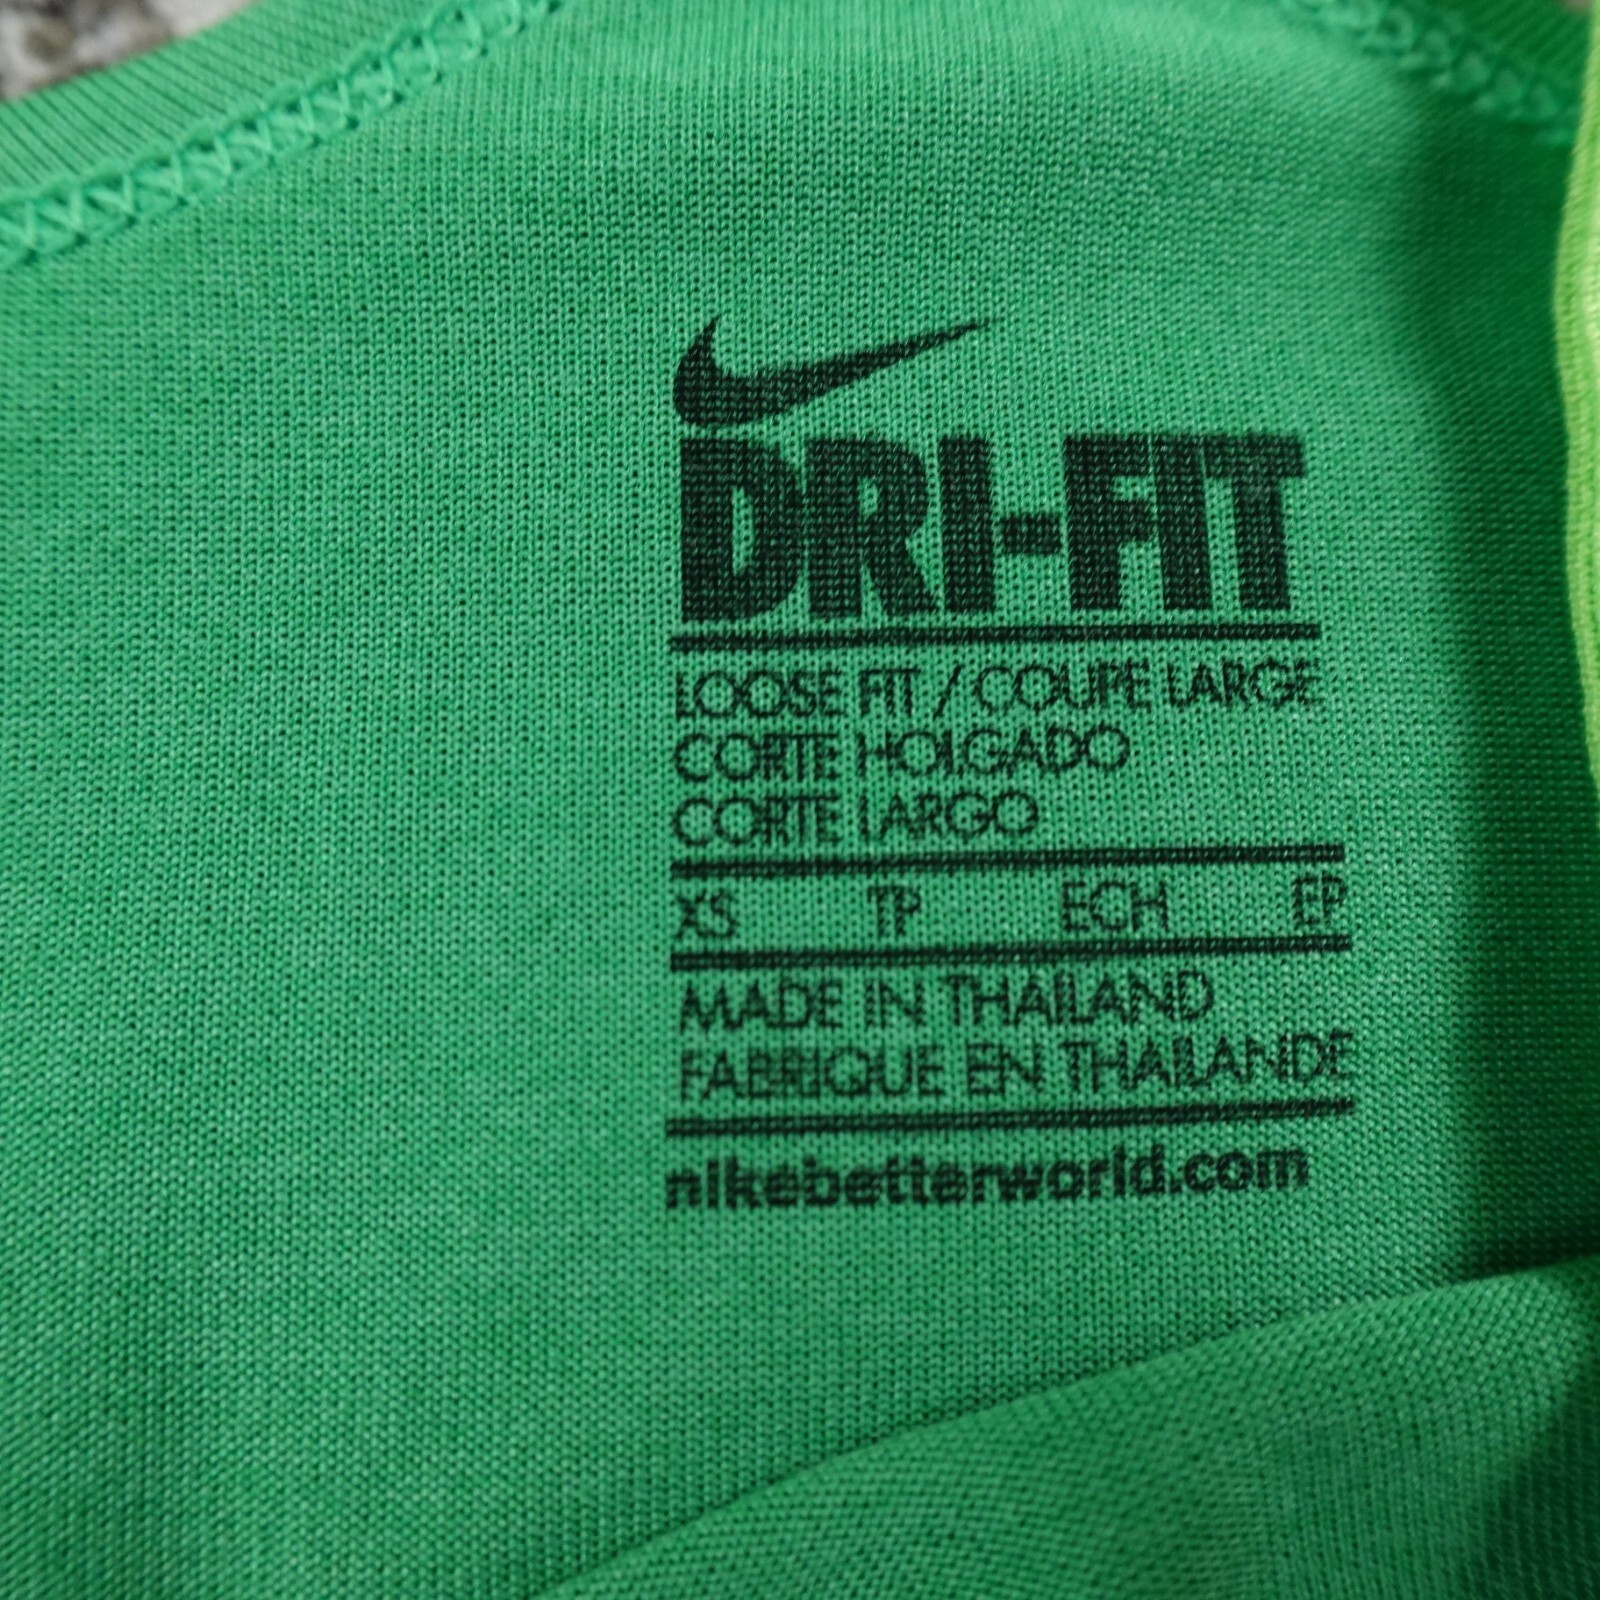 DRI-FIT
LOOSE FIT / COUPE LARGE
CORTE HOLGADO
CORTE LARGO
XS TP ECH EP
MADE IN THAILAND
FABRIQUE EN THAILANDE
nikebetterworld.com